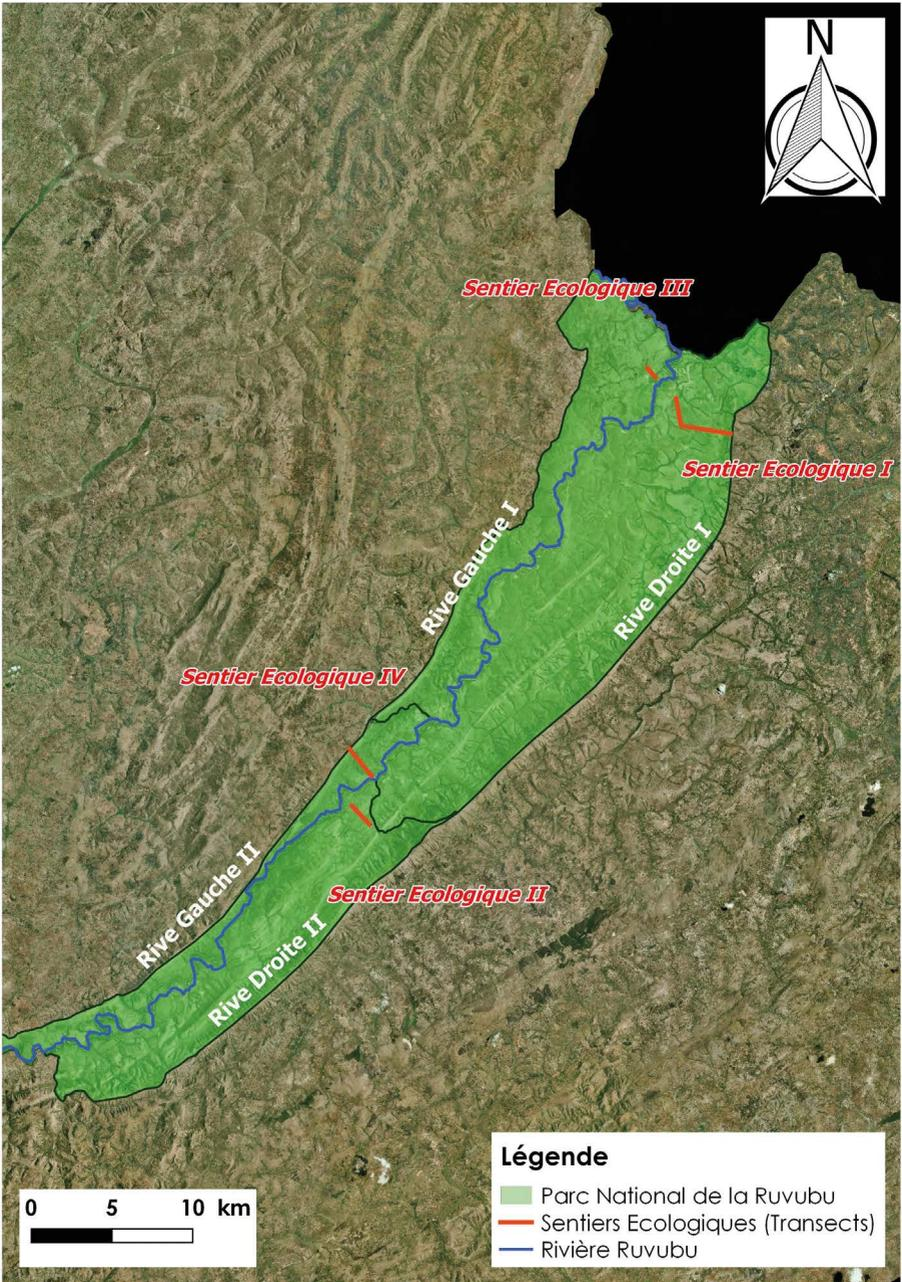 N
Sentier Ecologique III
Sentier Ecologique I
Rive Gauche I
Rive Droite I
Sentier Ecologique IV
Sentier Ecologique II
Rive Gauche II
Rive Droite II
Légende
Parc National de la Ruvubu
Sentiers Ecologiques (Transects)
Rivière Ruvubu
0 5 10 km